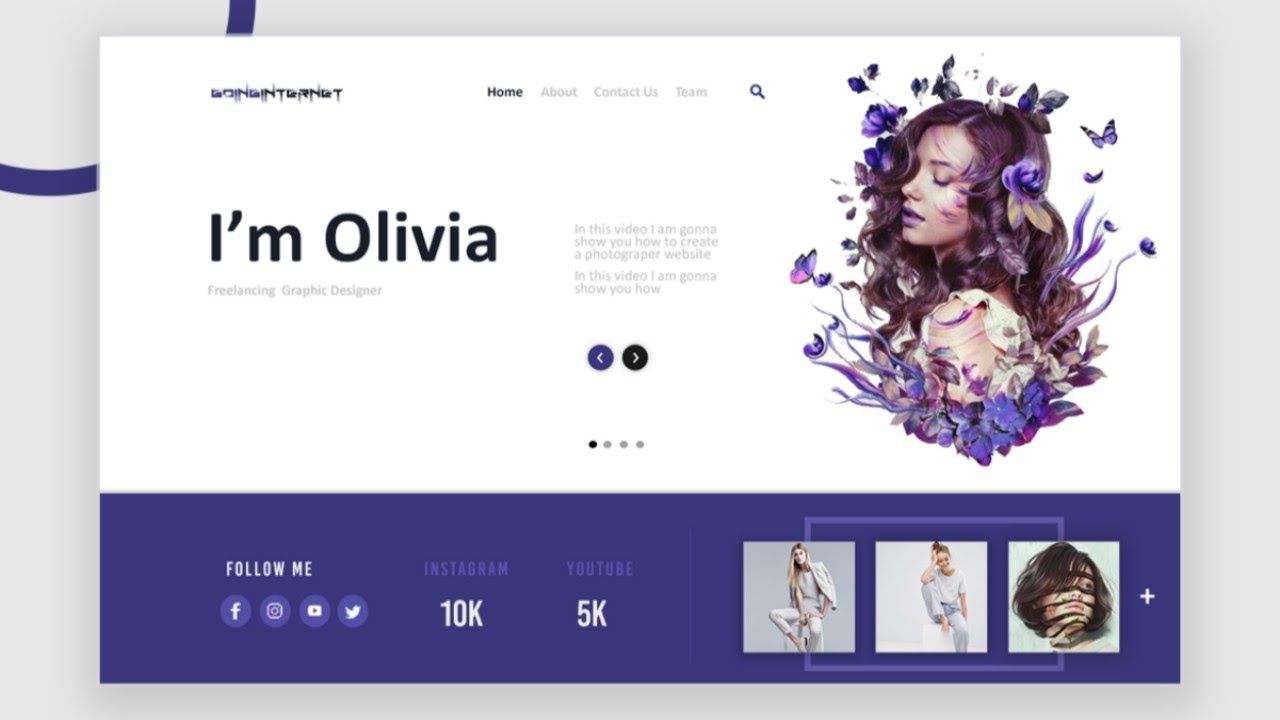 GOINGINTERNET
Home About Contact Us Team
I'm Olivia
Freelancing Graphic Designer
In this video I am gonna
show you how to create
a photograper website
In this video I am gonna
show you how
FOLLOW ME
INSTAGRAM
10K
YOUTUBE
5K
+